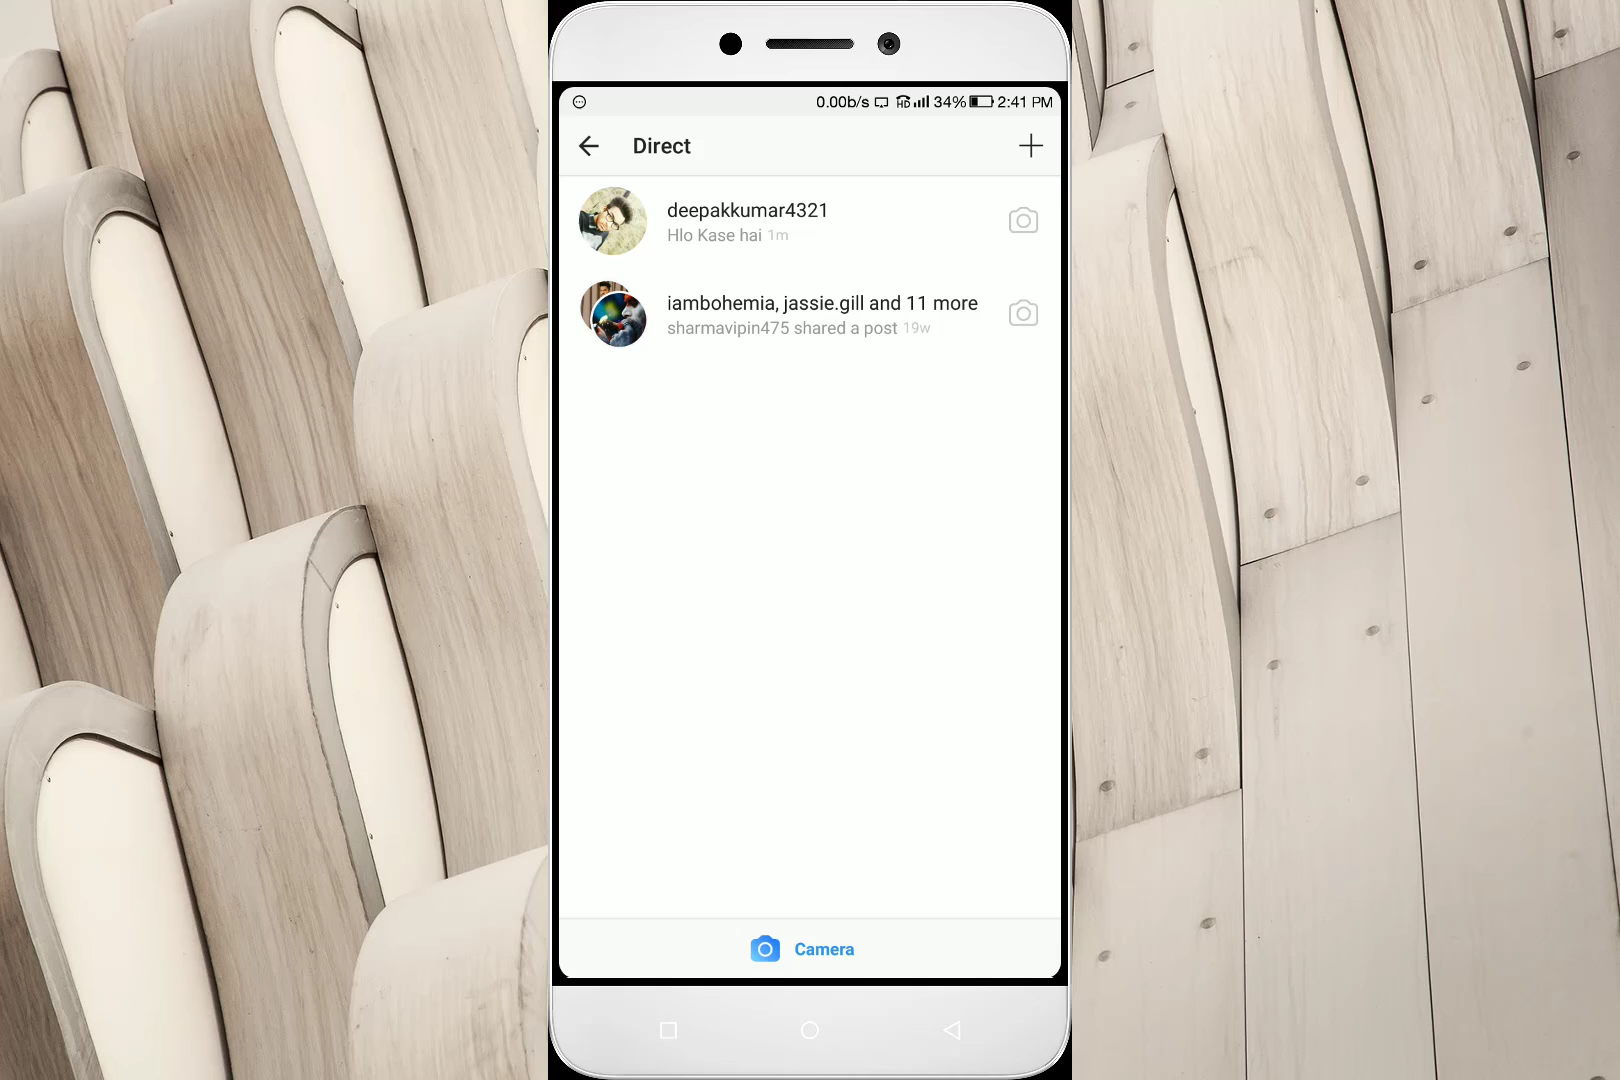 0.00b/s HD 34% 2:41 PM
Direct
deepakkumar4321
Hlo Kase hai 1m
iambohemia, jassie.gill and 11 more
sharmavipin475 shared a post 19w
Camera